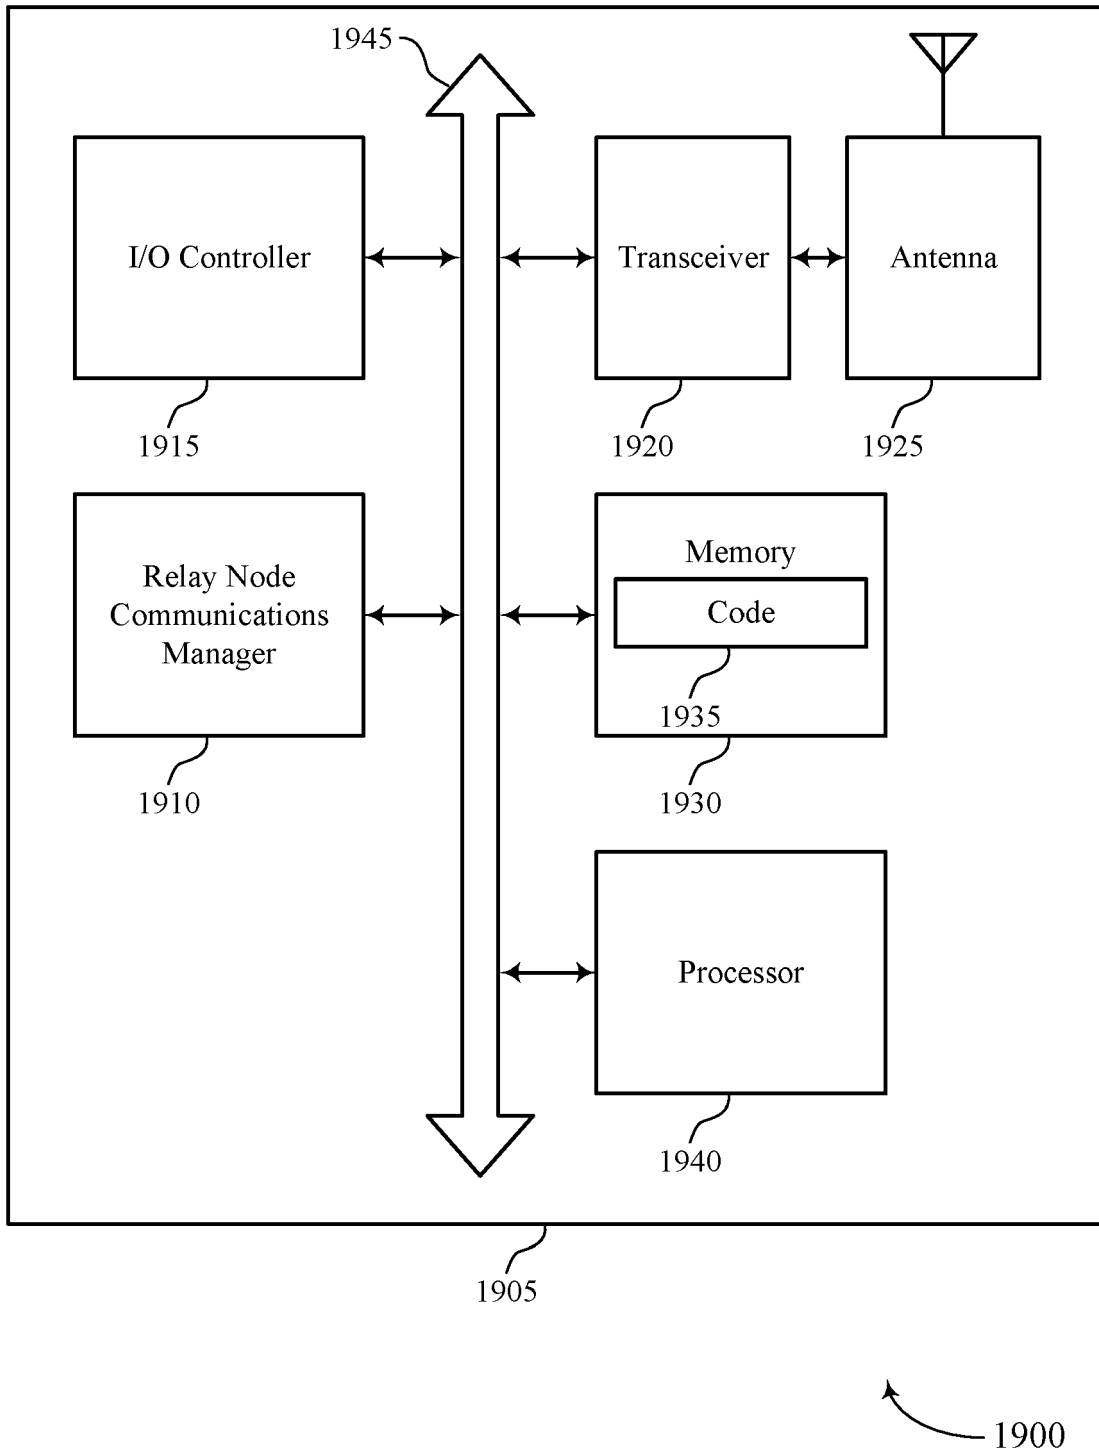 1945
I/O Controller
Transceiver
Antenna
1915
1920
1925
Relay Node
Communications
Manager
Memory
Code
1935
1910
1930
Processor
1940
1905
1900